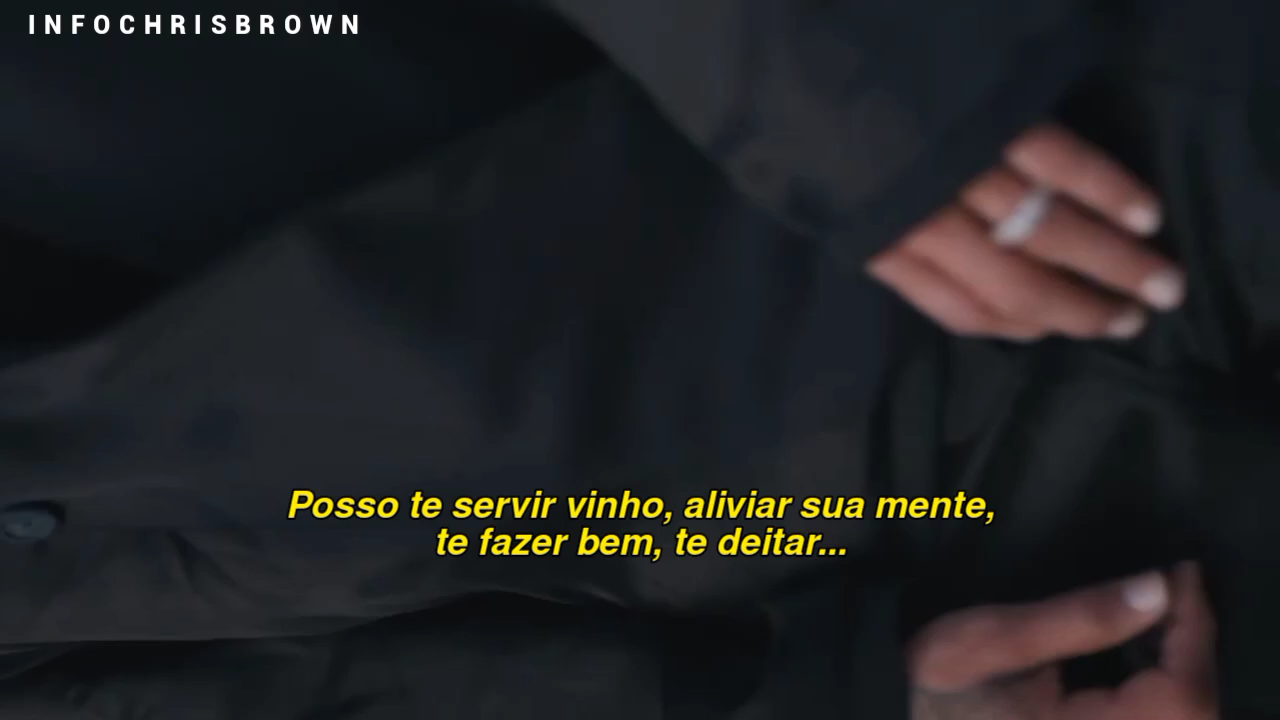 INFOCHRISBROWN
Posso te servir vinho, aliviar sua mente,
te fazer bem, te deitar...